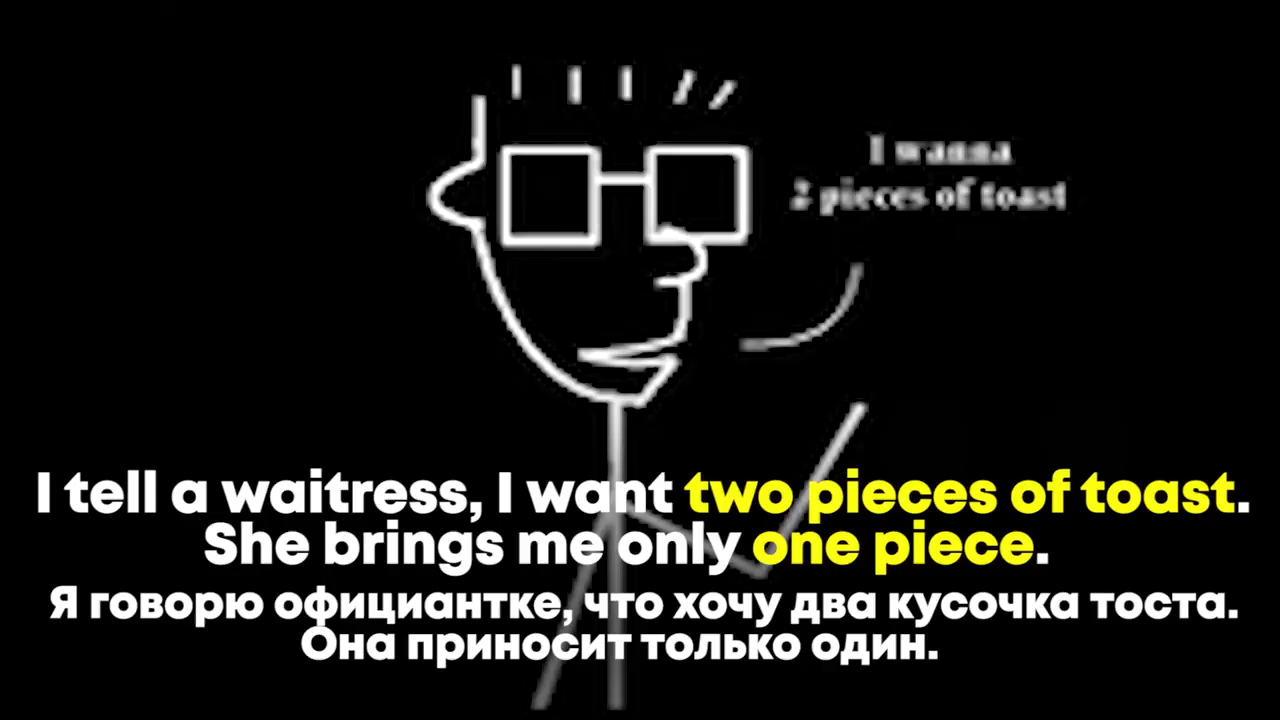 I wanna
2 pieces of toast
I tell a waitress, I want two pieces of toast.
She brings me only one piece.
Я говорю официантке, что хочу два кусочка тоста.
Она приносит только один.